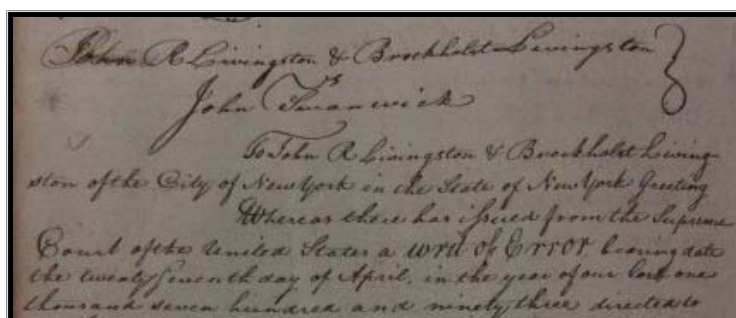 John R Livingston & Brockholst Livingston
vs
John Swanwick
To John R Livingston & Brockholst Living-
ston of the City of New York in the State of New York Greeting
Whereas there has issued from the Supreme
Court of the United States a writ of Error bearing date
the twenty Seventh day of April, in the year of our Lord one
thousand seven hundred and ninety three directed to